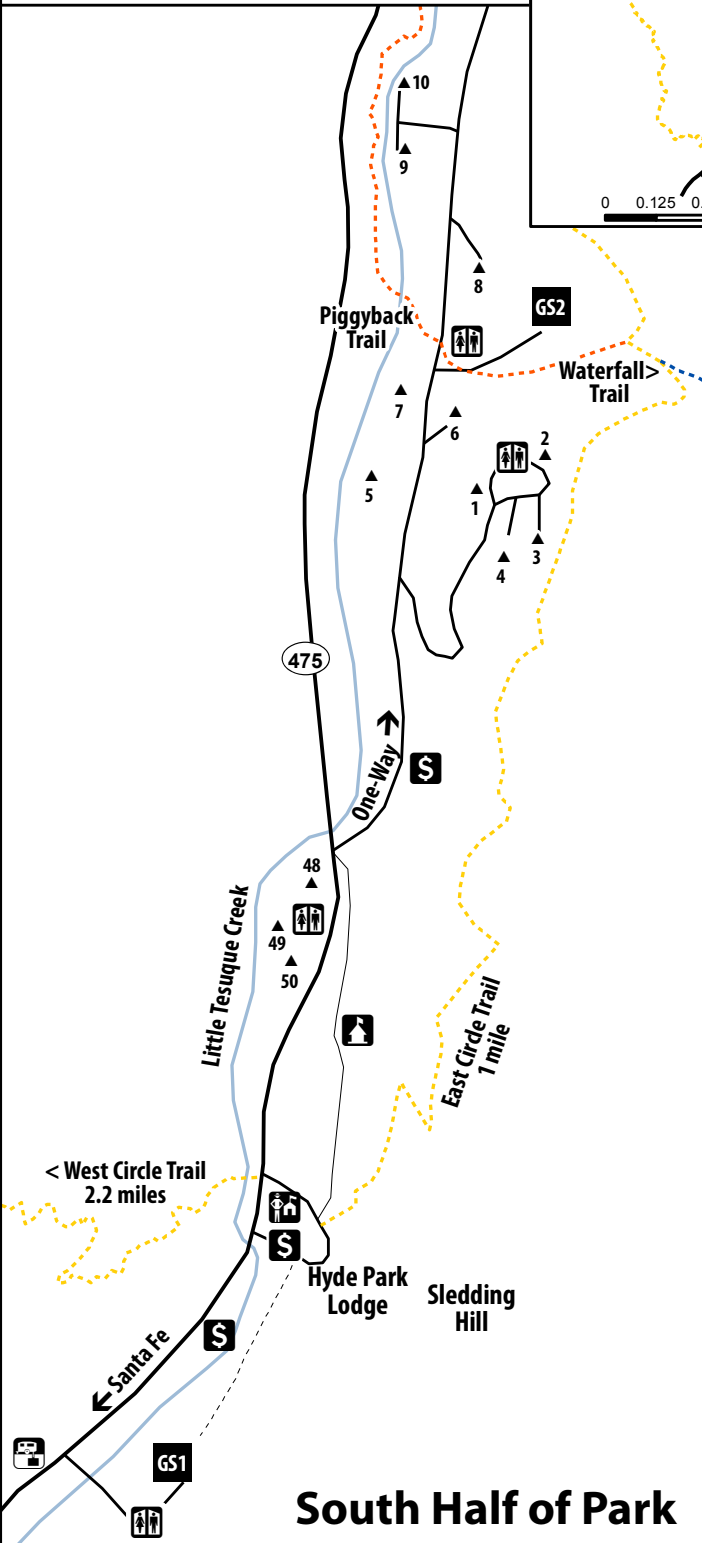 10
9
0 0.125 0.
8
GS2
Piggyback
Trail
Waterfall>
Trail
7
6
2
5
1
3
4
475
One-Way
$
48
49
50
Little Tesuque Creek
East Circle Trail
1 mile
< West Circle Trail
2.2 miles
$
Hyde Park
Lodge
Sledding
Hill
$
Santa Fe
GS1
South Half of Park